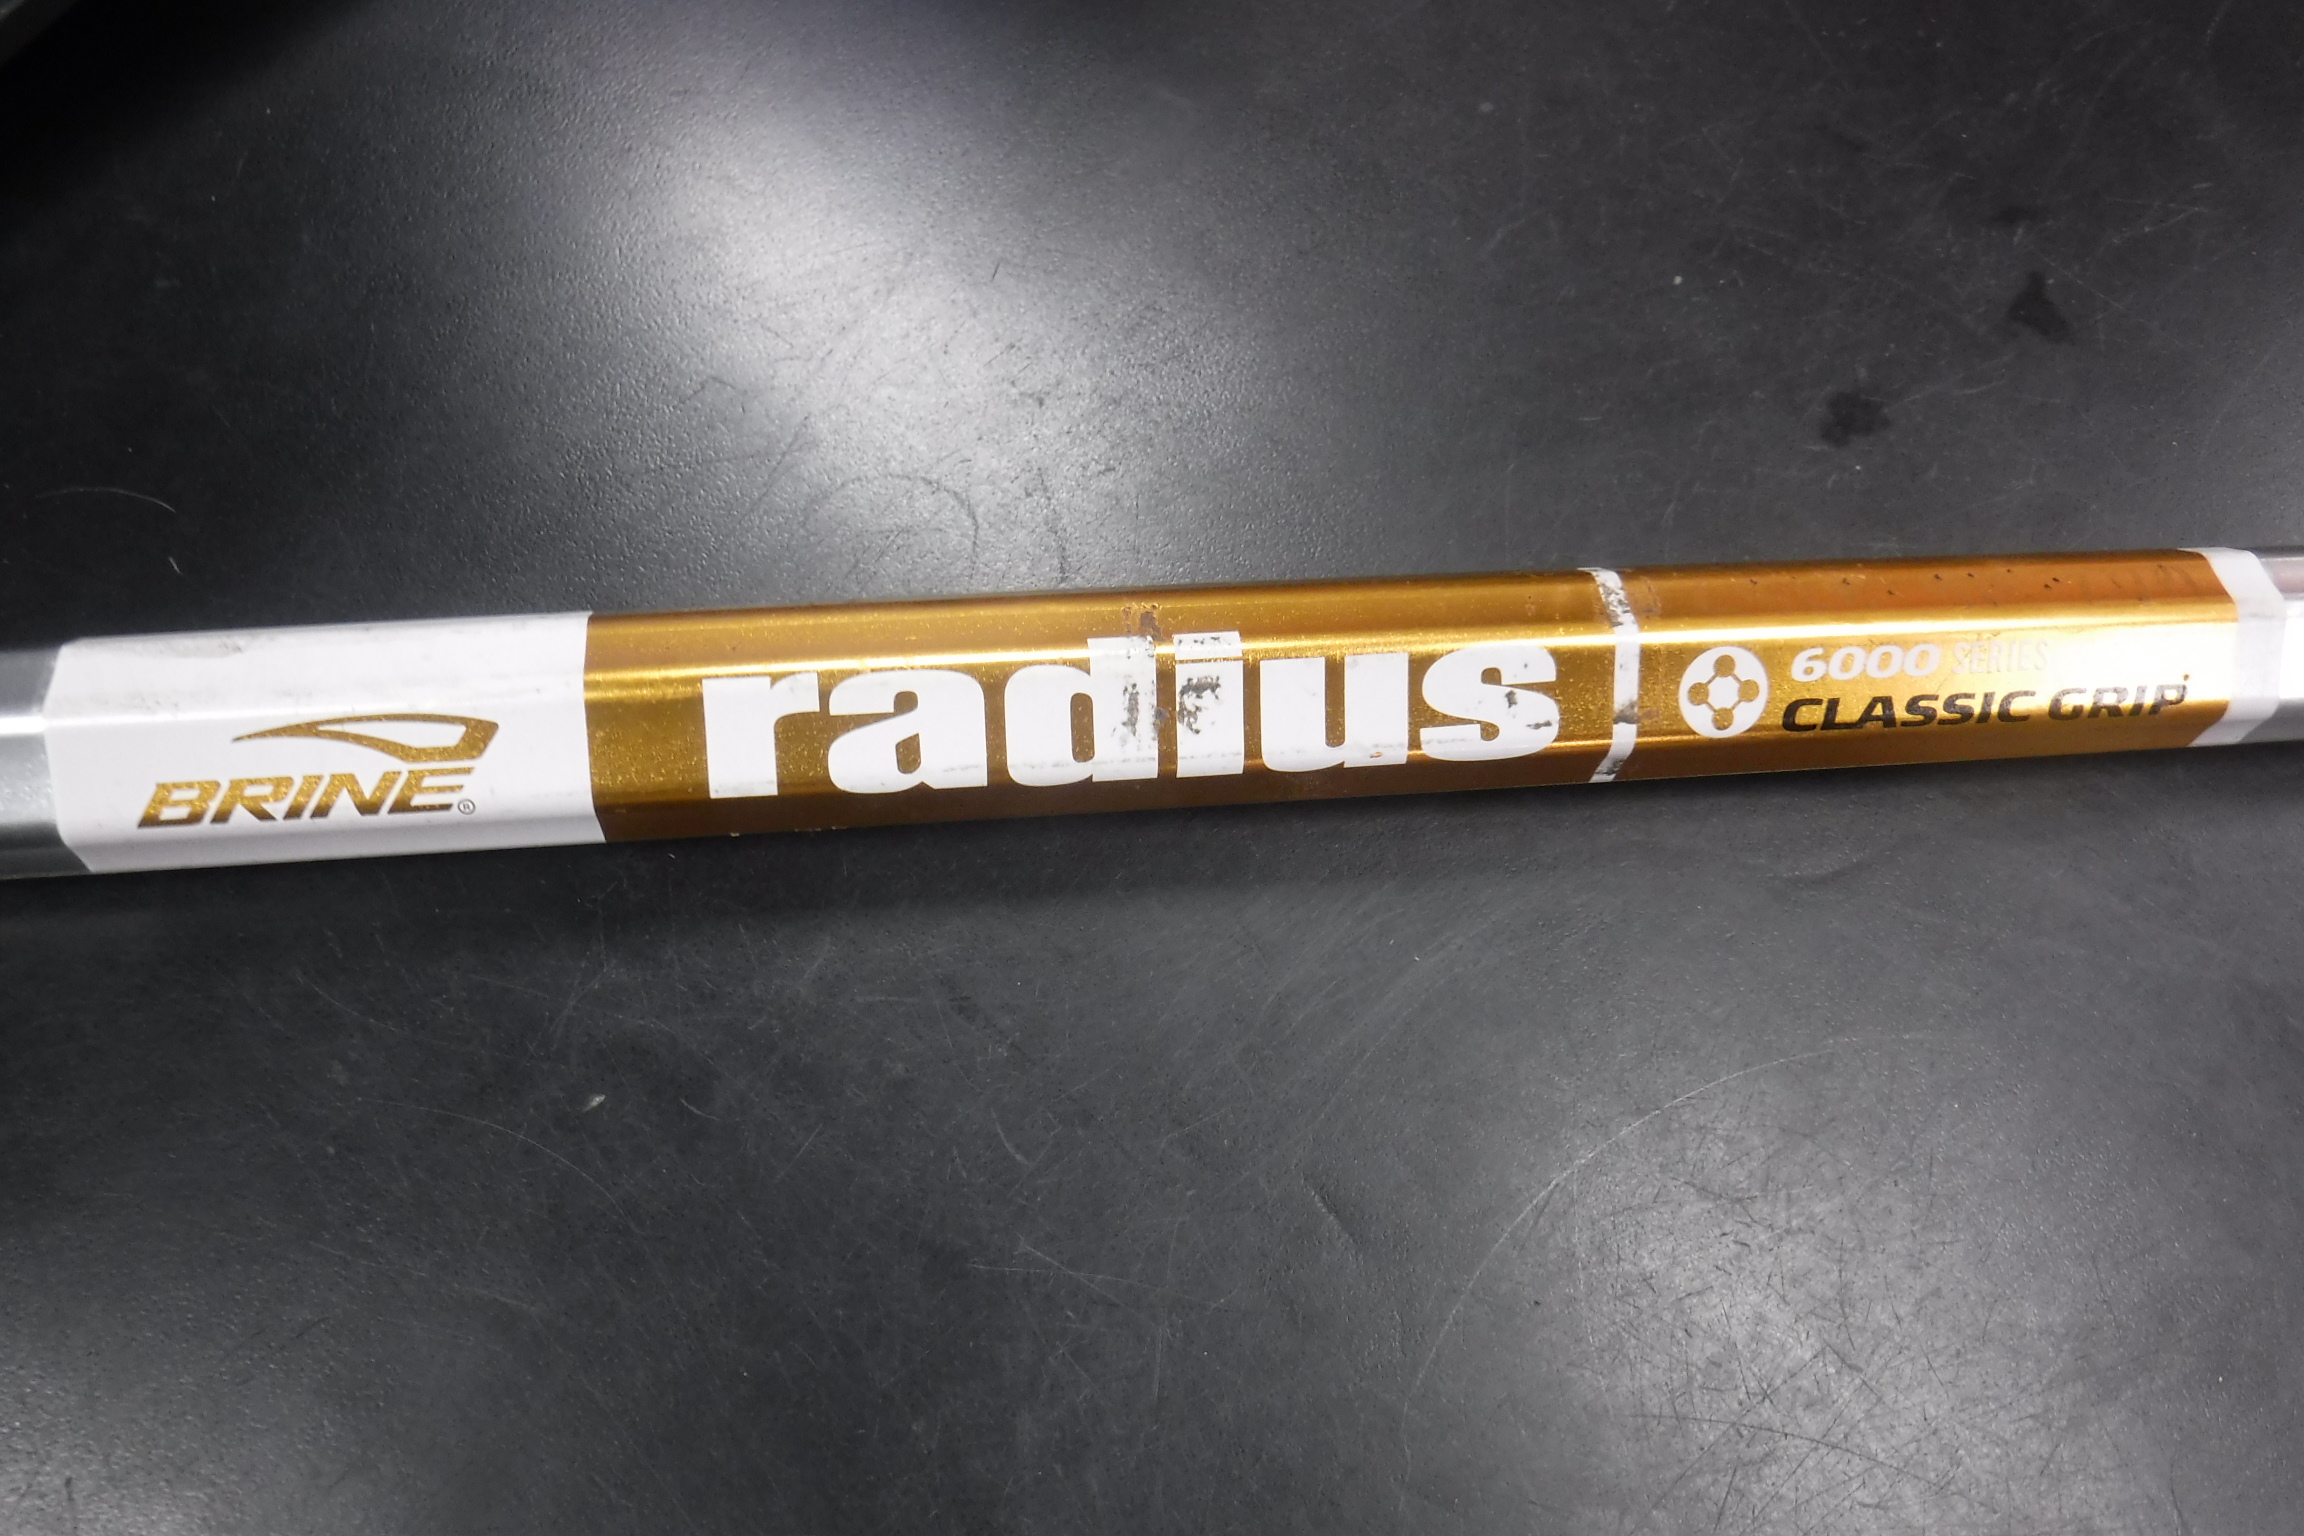 BRINE®
radius
6000 SERIES
CLASSIC GRIP